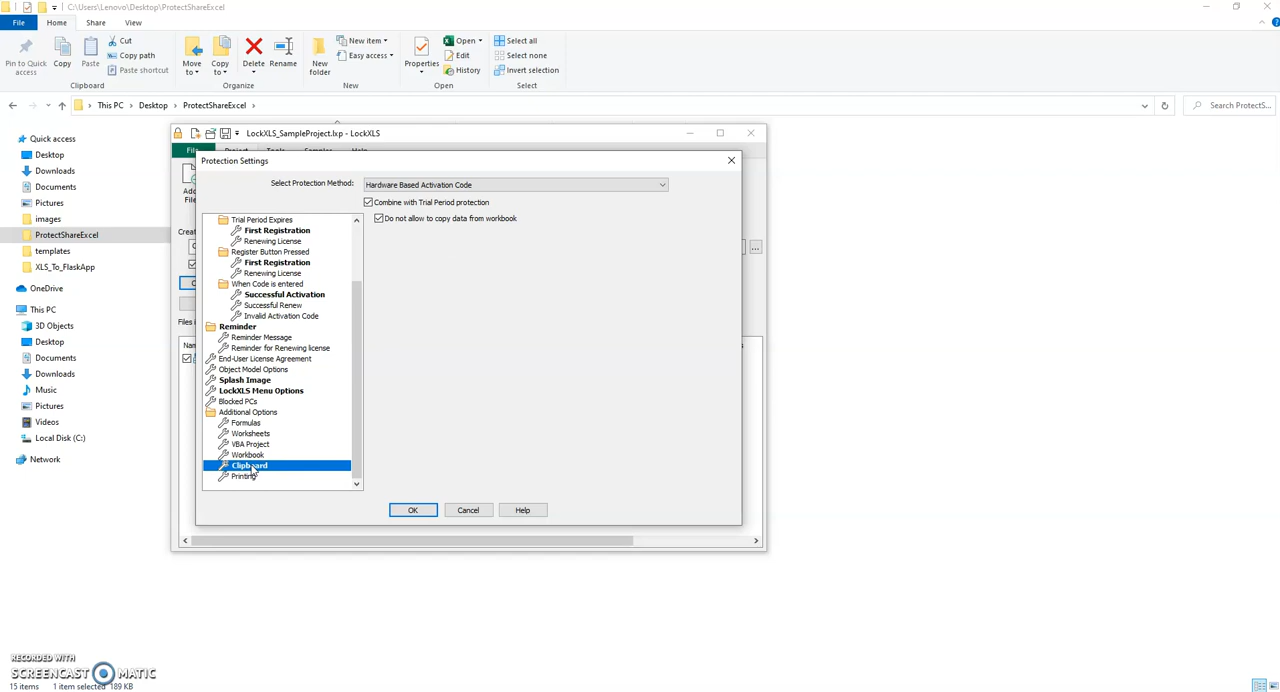 C:\Users\Lenovo\Desktop\ProtectShareExcel
File Home Share View
Pin to Quick access
Copy
Paste
Cut
Copy path
Paste shortcut
Move to
Copy to
Delete
Rename
New folder
New item
Easy access
Properties
Open
Edit
History
Select all
Select none
Invert selection
Clipboard Organize New Open Select
This PC > Desktop > ProtectShareExcel >
Search ProtectS...
Quick access
Desktop
Downloads
Documents
Pictures
images
ProtectShareExcel
templates
XLS_To_FlaskApp
OneDrive
This PC
3D Objects
Desktop
Documents
Downloads
Music
Pictures
Videos
Local Disk (C:)
Network
LockXLS_SampleProject.lxp - LockXLS
Protection Settings
Select Protection Method: Hardware Based Activation Code
Combine with Trial Period protection
Do not allow to copy data from workbook
Trial Period Expires
First Registration
Renewing License
Register Button Pressed
First Registration
Renewing License
When Code is entered
Successful Activation
Successful Renew
Invalid Activation Code
Reminder
Reminder Message
Reminder for Renewing license
End-User License Agreement
Object Model Options
Splash Image
LockXLS Menu Options
Blocked PCs
Additional Options
Formulas
Worksheets
VBA Project
Workbook
Clipboard
Printing
OK Cancel Help
RECORDED WITH
SCREENCAST MATIC
15 items 1 item selected 189 KB